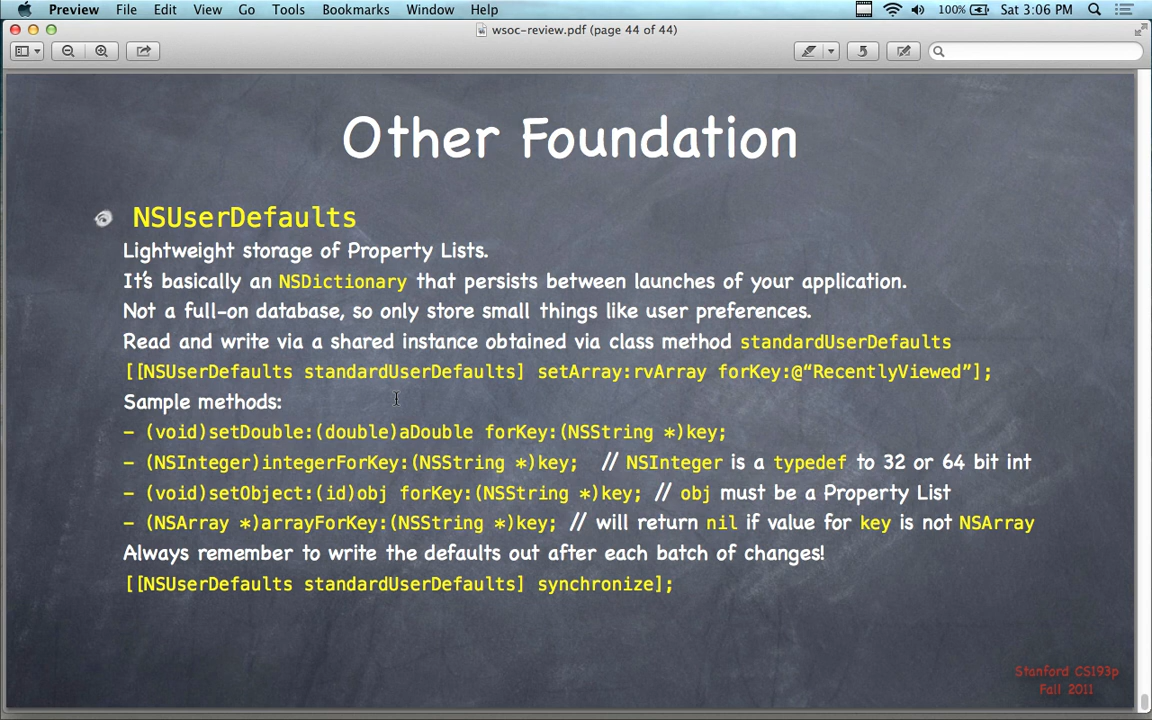 Preview File Edit View Go Tools Bookmarks Window Help 100% Sat 3:06 PM
wsoc-review.pdf (page 44 of 44)
Other Foundation
NSUserDefaults
Lightweight storage of Property Lists.
It's basically an NSDictionary that persists between launches of your application.
Not a full-on database, so only store small things like user preferences.
Read and write via a shared instance obtained via class method standardUserDefaults
[[NSUserDefaults standardUserDefaults] setArray:rvArray forKey:@“RecentlyViewed”];
Sample methods:
- (void)setDouble:(double)aDouble forKey:(NSString *)key;
- (NSInteger)integerForKey:(NSString *)key; // NSInteger is a typedef to 32 or 64 bit int
- (void)setObject:(id)obj forKey:(NSString *)key; // obj must be a Property List
- (NSArray *)arrayForKey:(NSString *)key; // will return nil if value for key is not NSArray
Always remember to write the defaults out after each batch of changes!
[[NSUserDefaults standardUserDefaults] synchronize];
Stanford CS193p
Fall 2011